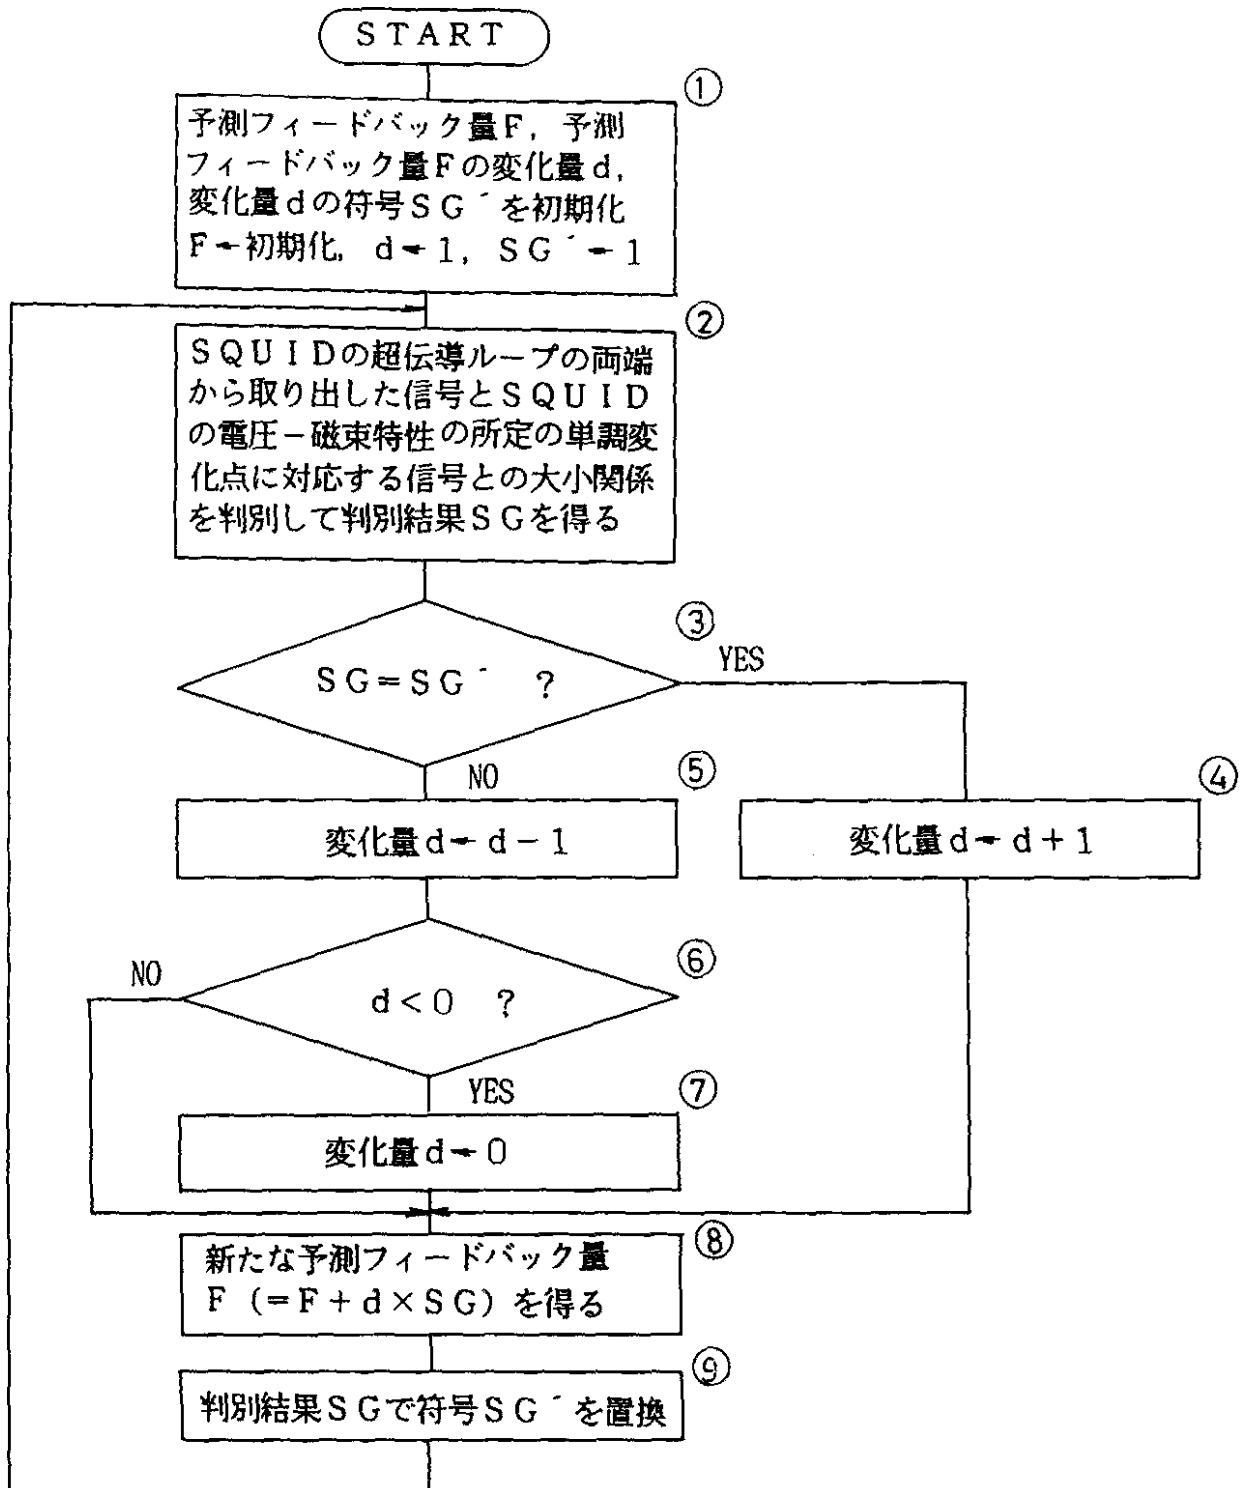 START
①
予測フィードバック量F，予測
フィードバック量Fの変化量d，
変化量dの符号SG´を初期化
F←初期化，d←1，SG´←1
②
SQUIDの超伝導ループの両端
から取り出した信号とSQUID
の電圧－磁束特性の所定の単調変
化点に対応する信号との大小関係
を判別して判別結果SGを得る
③
SG=SG´ ?
YES
NO
⑤
変化量d←d－1
④
変化量d←d+1
⑥
d<0 ?
NO
YES
⑦
変化量d←0
⑧
新たな予測フィードバック量
F（=F+d×SG）を得る
⑨
判別結果SGで符号SG´を置換